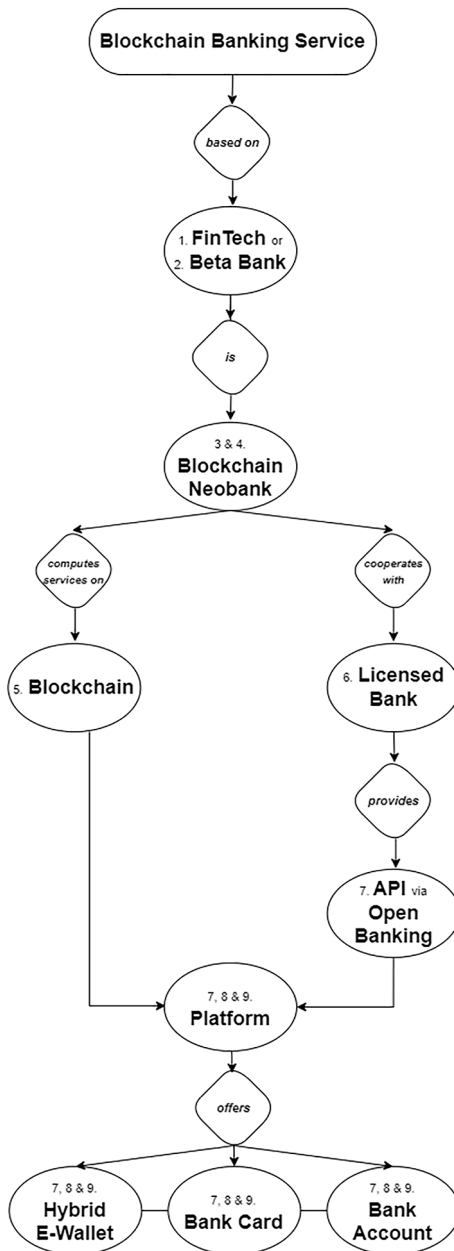 Blockchain Banking Service
based on
1. FinTech or
2. Beta Bank
is
3 & 4.
Blockchain
Neobank
computes
services on
cooperates
with
5. Blockchain
6. Licensed
Bank
provides
7. API via
Open
Banking
7, 8 & 9.
Platform
offers
7, 8 & 9.
Hybrid
E-Wallet
7, 8 & 9.
Bank Card
7, 8 & 9.
Bank
Account